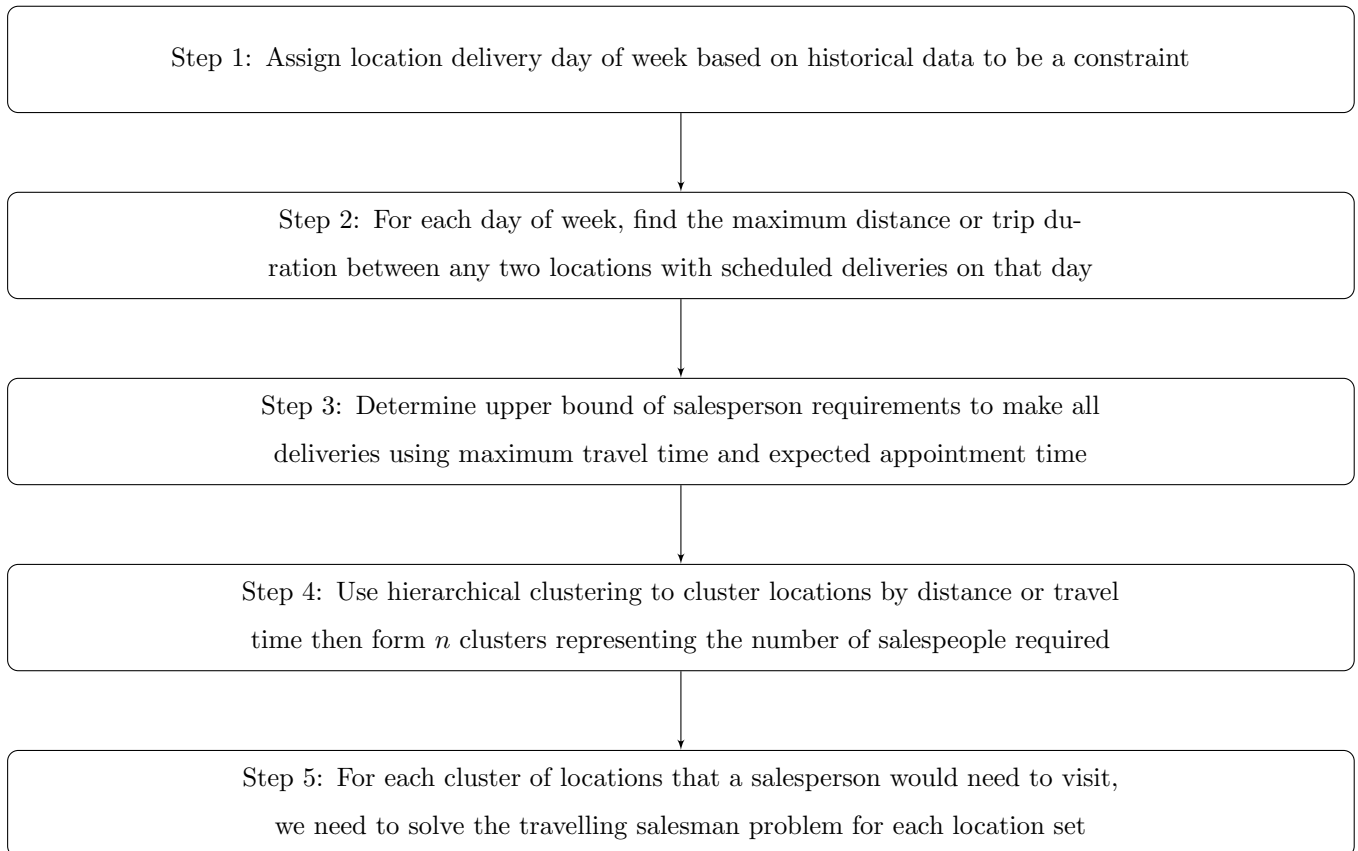 Step 1: Assign location delivery day of week based on historical data to be a constraint
Step 2: For each day of week, find the maximum distance or trip du-
ration between any two locations with scheduled deliveries on that day
Step 3: Determine upper bound of salesperson requirements to make all
deliveries using maximum travel time and expected appointment time
Step 4: Use hierarchical clustering to cluster locations by distance or travel
time then form n clusters representing the number of salespeople required
Step 5: For each cluster of locations that a salesperson would need to visit,
we need to solve the travelling salesman problem for each location set